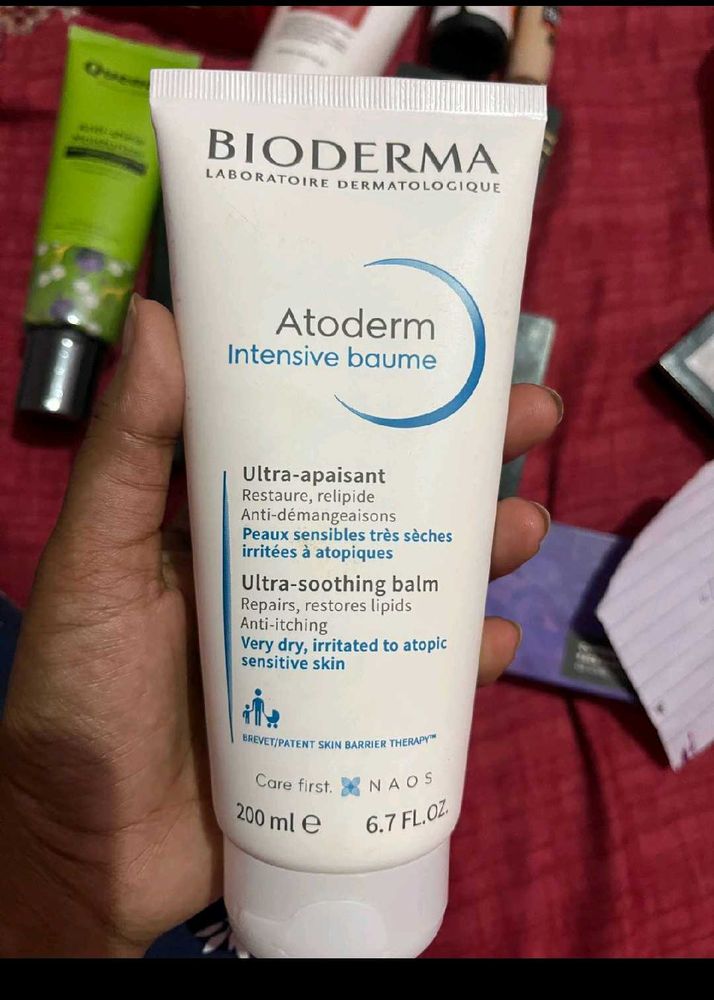 BIODERMA
LABORATOIRE DERMATOLOGIQUE
Atoderm
Intensive baume
Ultra-apaisant
Restaure, relipide
Anti-démangeaisons
Peaux sensibles très sèches
irritées à atopiques
Ultra-soothing balm
Repairs, restores lipids
Anti-itching
Very dry, irritated to atopic
sensitive skin
BREVET/PATENT SKIN BARRIER THERAPY™
Care first. NAOS
200 ml e 6.7 FL.OZ.